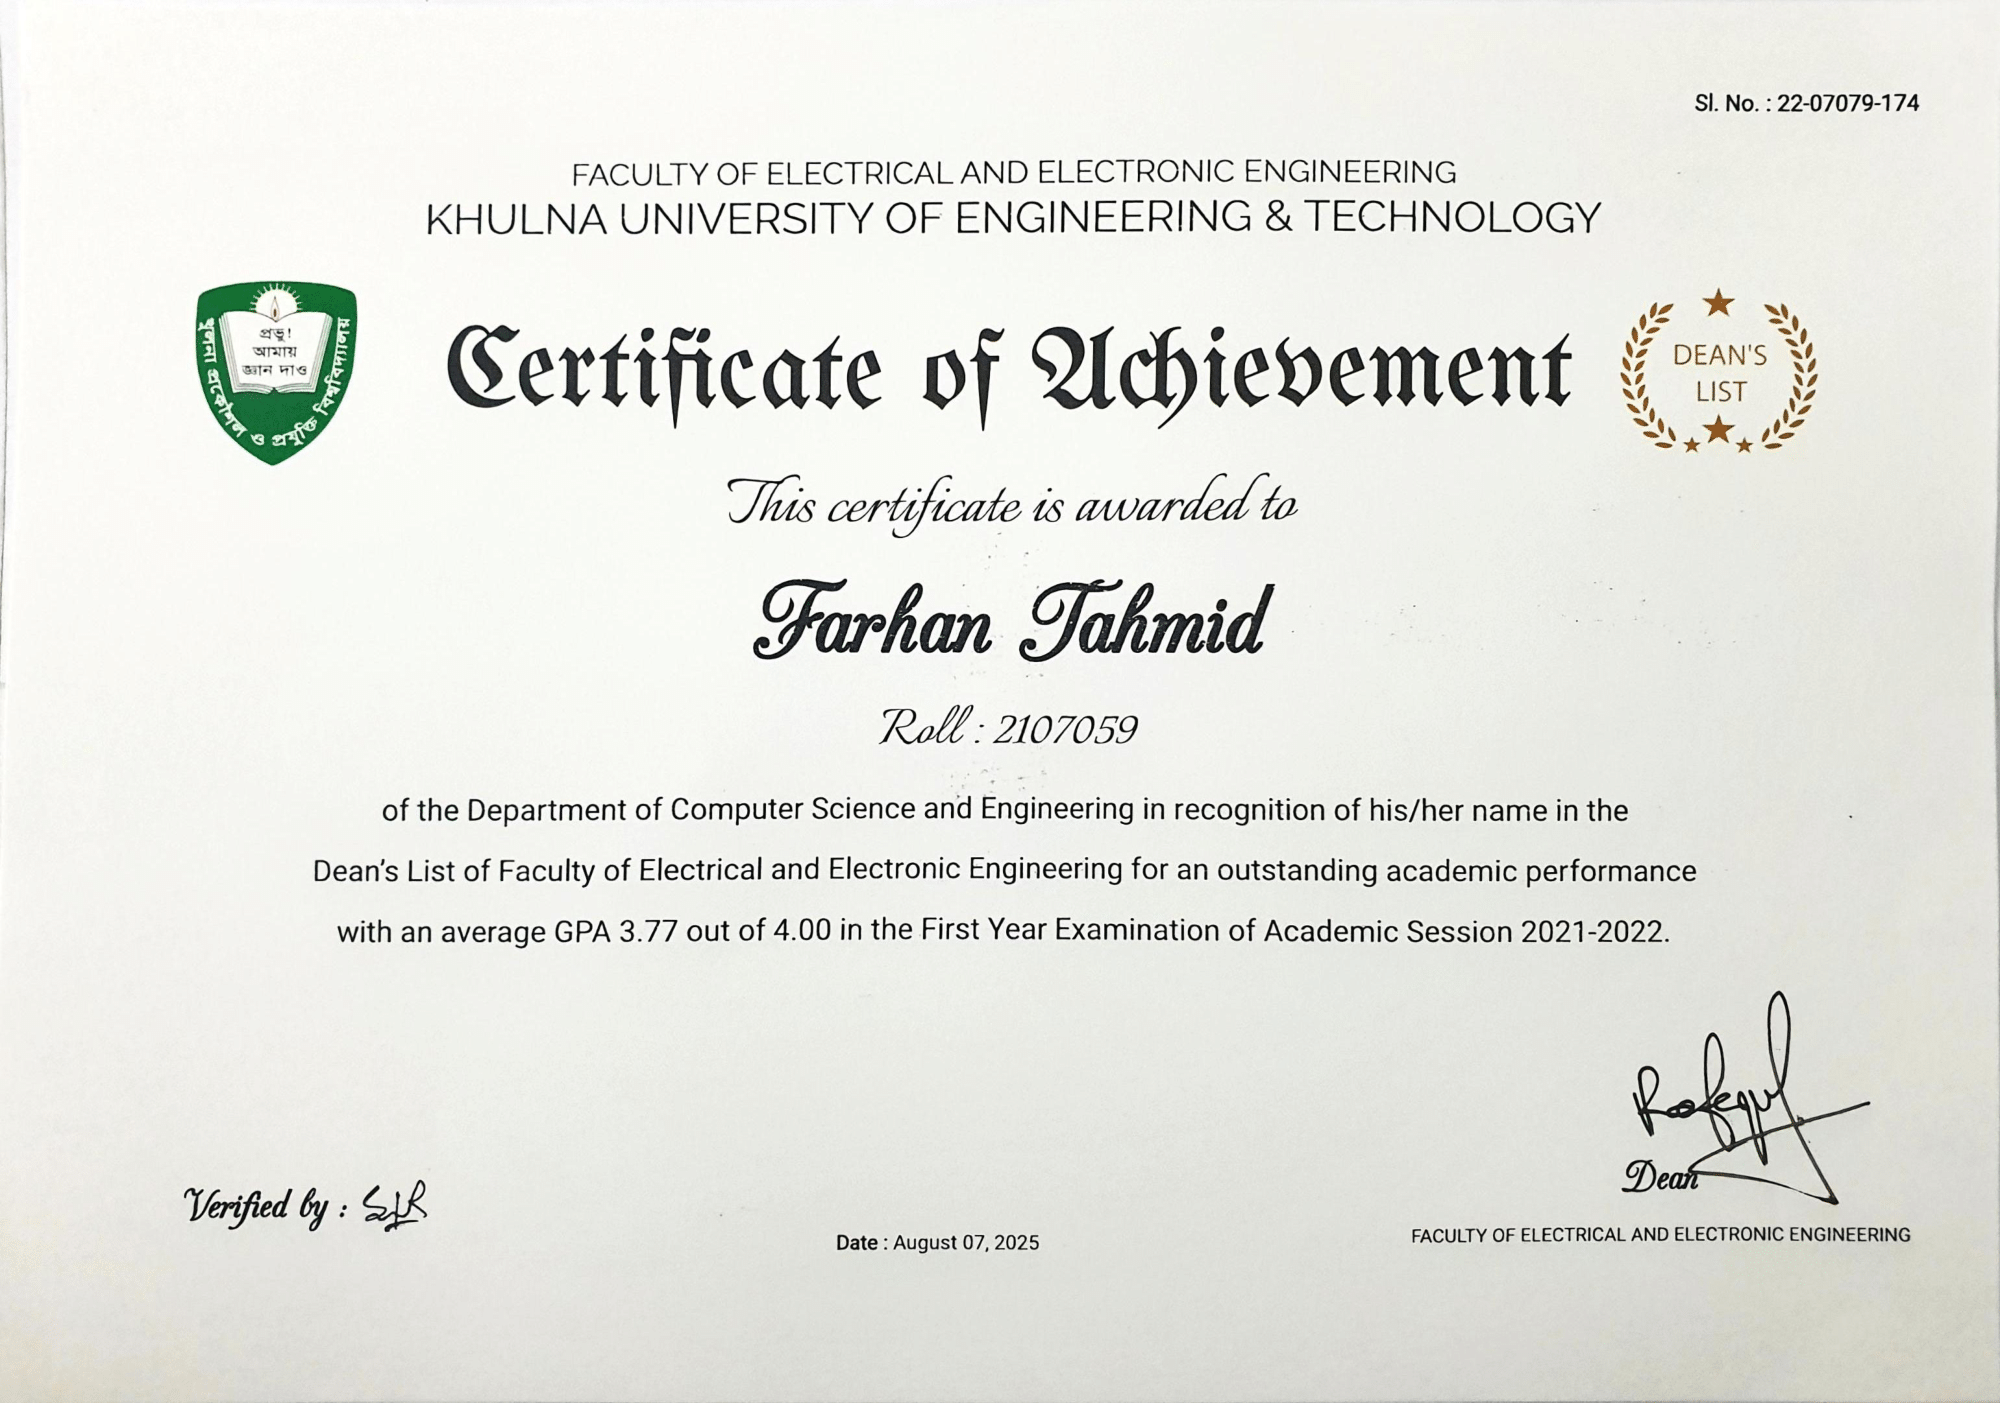 Sl. No. : 22-07079-174
FACULTY OF ELECTRICAL AND ELECTRONIC ENGINEERING
KHULNA UNIVERSITY OF ENGINEERING & TECHNOLOGY
প্রভু!
আমায়
জ্ঞান দাও
খুলনা প্রকৌশল ও প্রযুক্তি বিশ্ববিদ্যালয়
Certificate of Achievement
DEAN'S
LIST
This certificate is awarded to
Farhan Tahmid
Roll : 2107059
of the Department of Computer Science and Engineering in recognition of his/her name in the
Dean’s List of Faculty of Electrical and Electronic Engineering for an outstanding academic performance
with an average GPA 3.77 out of 4.00 in the First Year Examination of Academic Session 2021-2022.
Verified by :
Date : August 07, 2025
Dean
FACULTY OF ELECTRICAL AND ELECTRONIC ENGINEERING